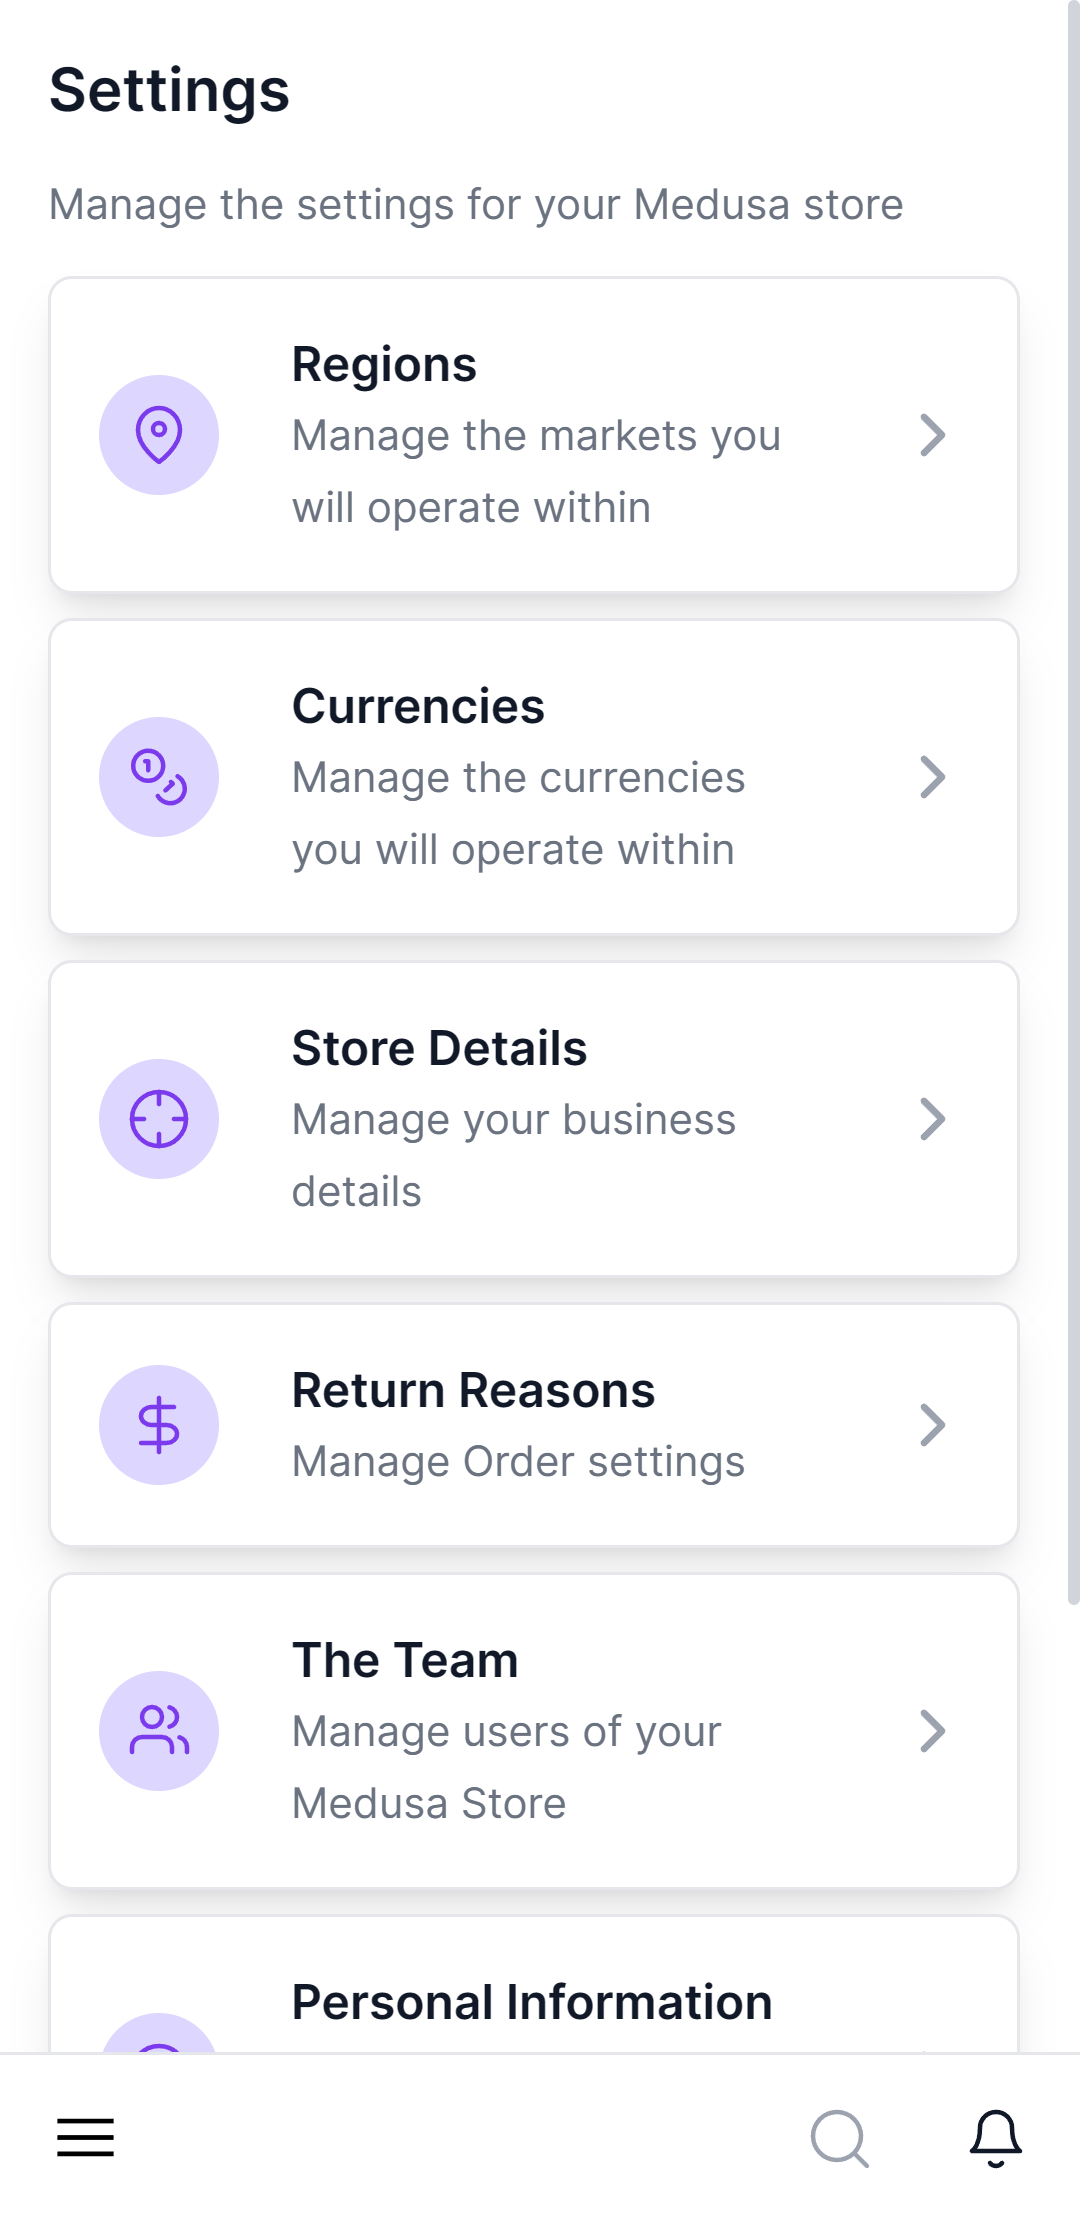 Settings
Manage the settings for your Medusa store
Regions
Manage the markets you
will operate within
Currencies
Manage the currencies
you will operate within
Store Details
Manage your business
details
Return Reasons
Manage Order settings
The Team
Manage users of your
Medusa Store
Personal Information